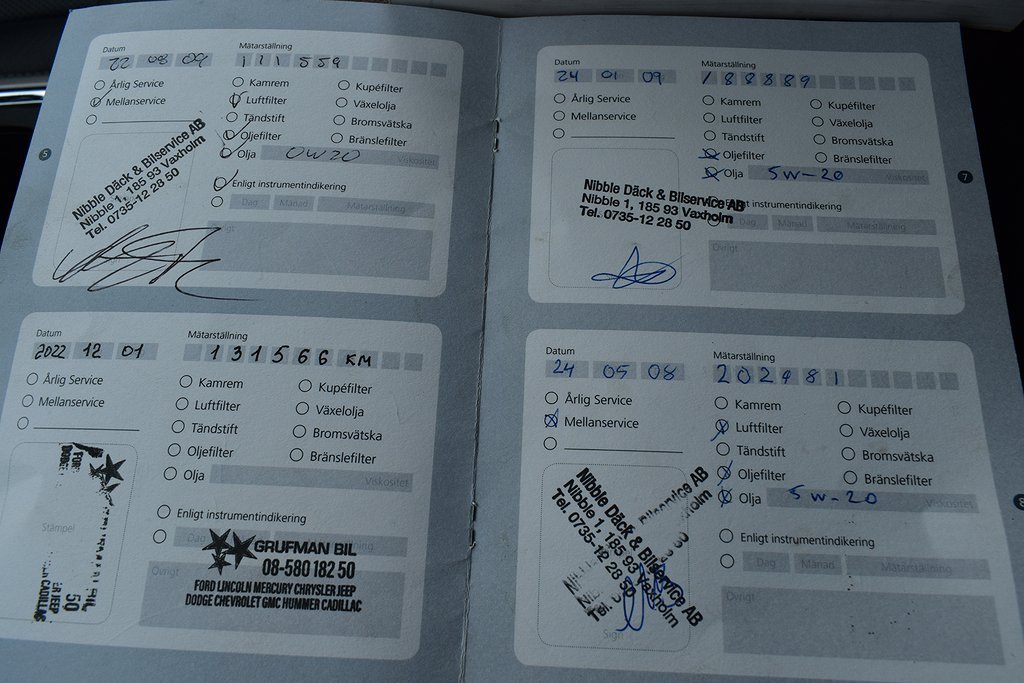 Datum
Mätarställning
22 08 09
111 559
Årlig Service
Kamrem
Kupéfilter
Mellanservice
Luftfilter
Växelolja
Tändstift
Bromsvätska
Oljefilter
Bränslefilter
Olja 0W20 Viskositet
Enligt instrumentindikering
Dag Månad Mätarställning
Nibble Däck & Bilservice AB
Nibble 1, 185 93 Vaxholm
Tel. 0735-12 28 50
5
Datum
Mätarställning
2022 12 01
131566 KM
Årlig Service
Kamrem
Kupéfilter
Mellanservice
Luftfilter
Växelolja
Tändstift
Bromsvätska
Oljefilter
Bränslefilter
Olja Viskositet
Enligt instrumentindikering
Dag
Stämpel
Övrigt
GRUFMAN BIL
08-580 182 50
FORD LINCOLN MERCURY CHRYSLER JEEP
DODGE CHEVROLET GMC HUMMER CADILLAC
Datum
Mätarställning
24 01 09
188889
Årlig Service
Kamrem
Kupéfilter
Mellanservice
Luftfilter
Växelolja
Tändstift
Bromsvätska
Oljefilter
Bränslefilter
Olja 5W-20 Viskositet
Enligt instrumentindikering
Dag Månad Mätarställning
Övrigt
Nibble Däck & Bilservice AB
Nibble 1, 185 93 Vaxholm
Tel. 0735-12 28 50
7
Datum
Mätarställning
24 05 08
202481
Årlig Service
Kamrem
Kupéfilter
Mellanservice
Luftfilter
Växelolja
Tändstift
Bromsvätska
Oljefilter
Bränslefilter
Olja 5W-20 Viskositet
Enligt instrumentindikering
Dag Månad Mätarställning
Övrigt
Nibble Däck & Bilservice AB
Nibble 1, 185 93 Vaxholm
Tel. 0735-12 28 50
Sign